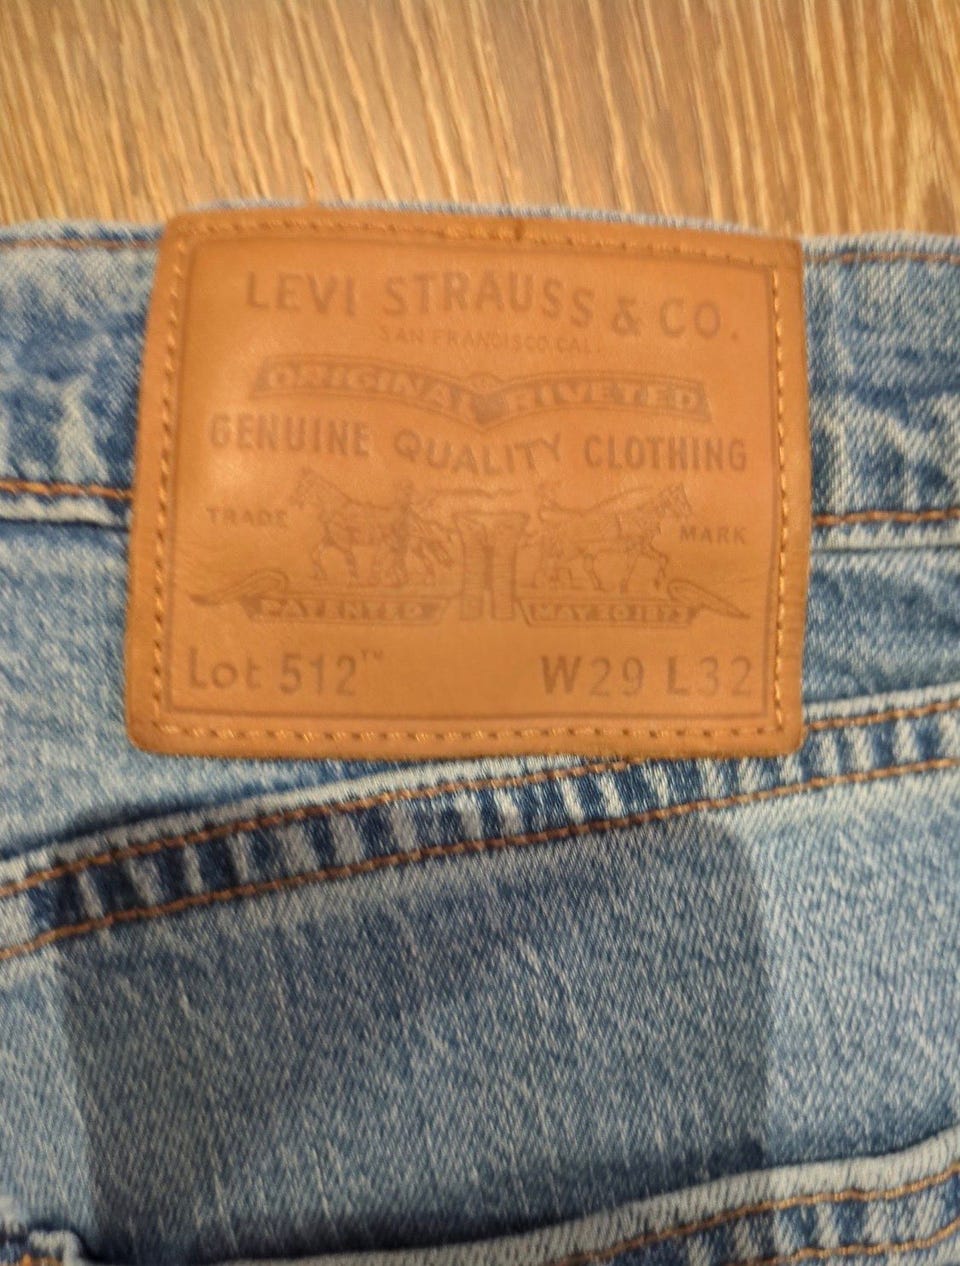 LEVI STRAUSS & CO.
SAN FRANCISCO.CAL.
ORIGINAL RIVETED
GENUINE QUALITY CLOTHING
TRADE MARK
PATENTED MAY 20 1873
Lot 512™ W29 L32